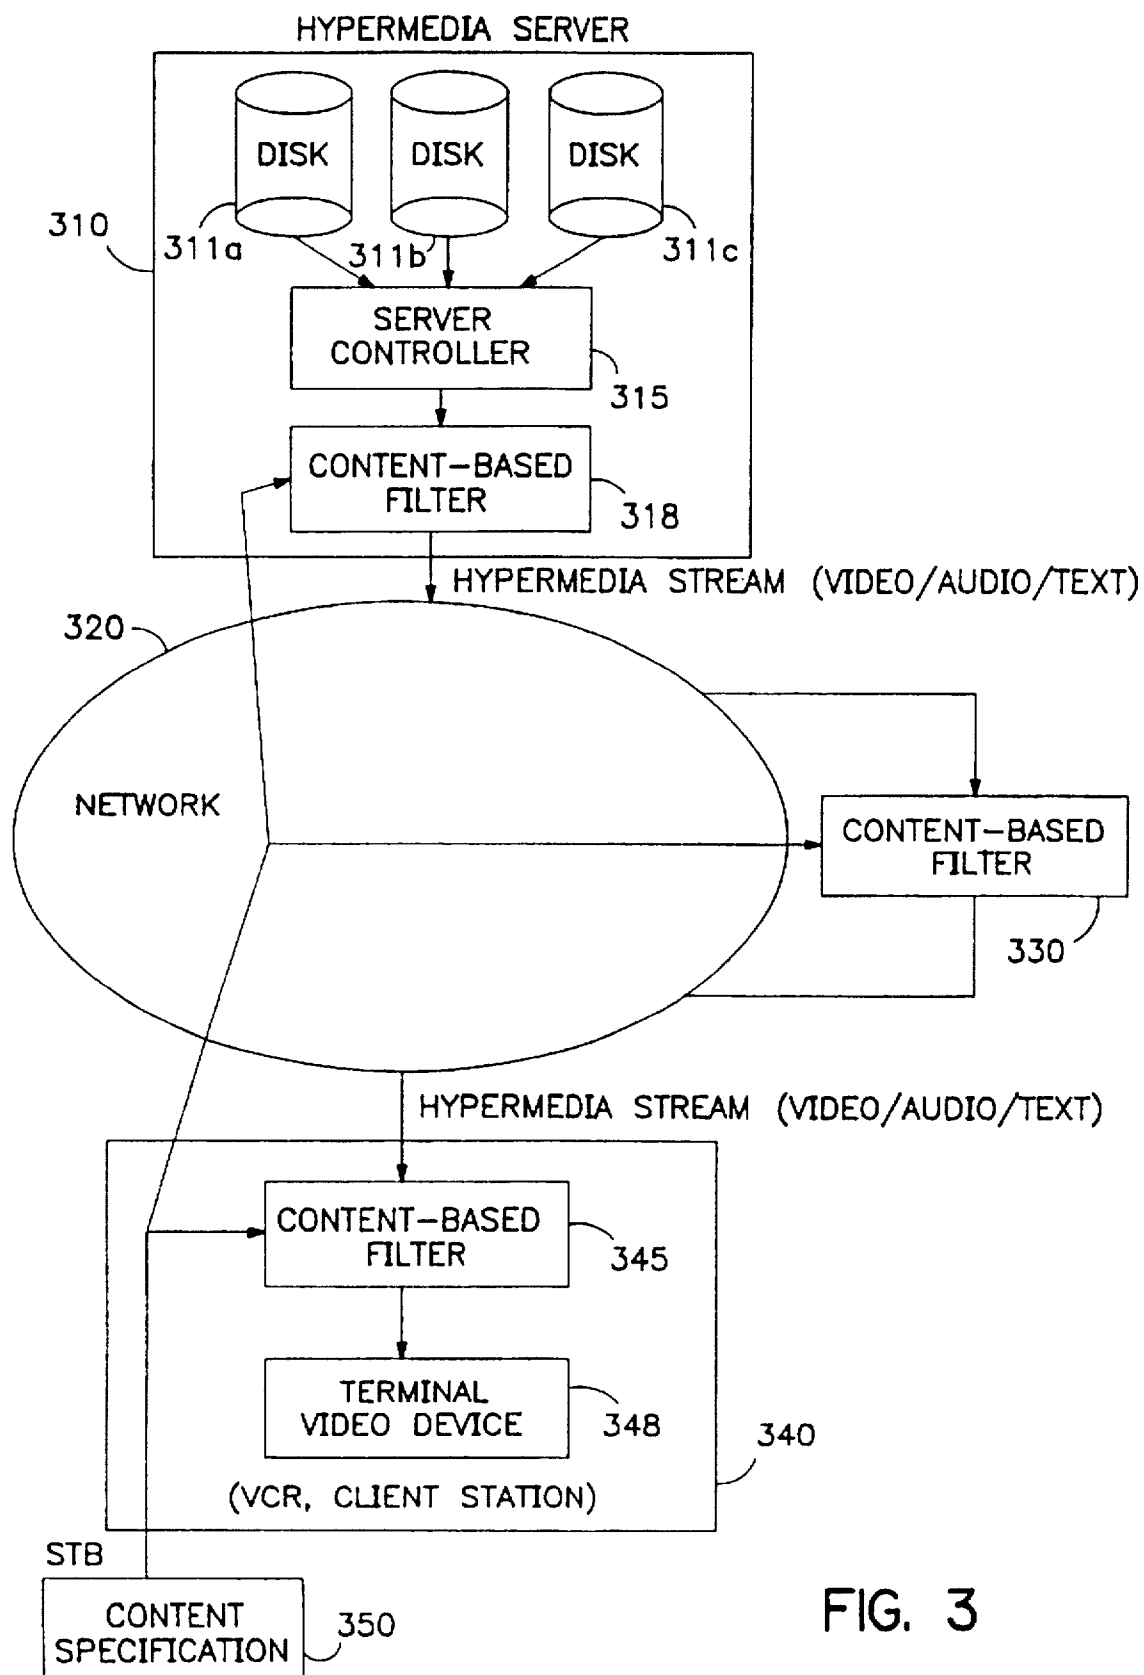 HYPERMEDIA SERVER
DISK
DISK
DISK
310
311a
311b
311c
SERVER
CONTROLLER
315
CONTENT-BASED
FILTER
318
HYPERMEDIA STREAM (VIDEO/AUDIO/TEXT)
320
NETWORK
CONTENT-BASED
FILTER
330
HYPERMEDIA STREAM (VIDEO/AUDIO/TEXT)
CONTENT-BASED
FILTER
345
TERMINAL
VIDEO DEVICE
348
340
(VCR, CLIENT STATION)
STB
CONTENT
SPECIFICATION
350
FIG. 3